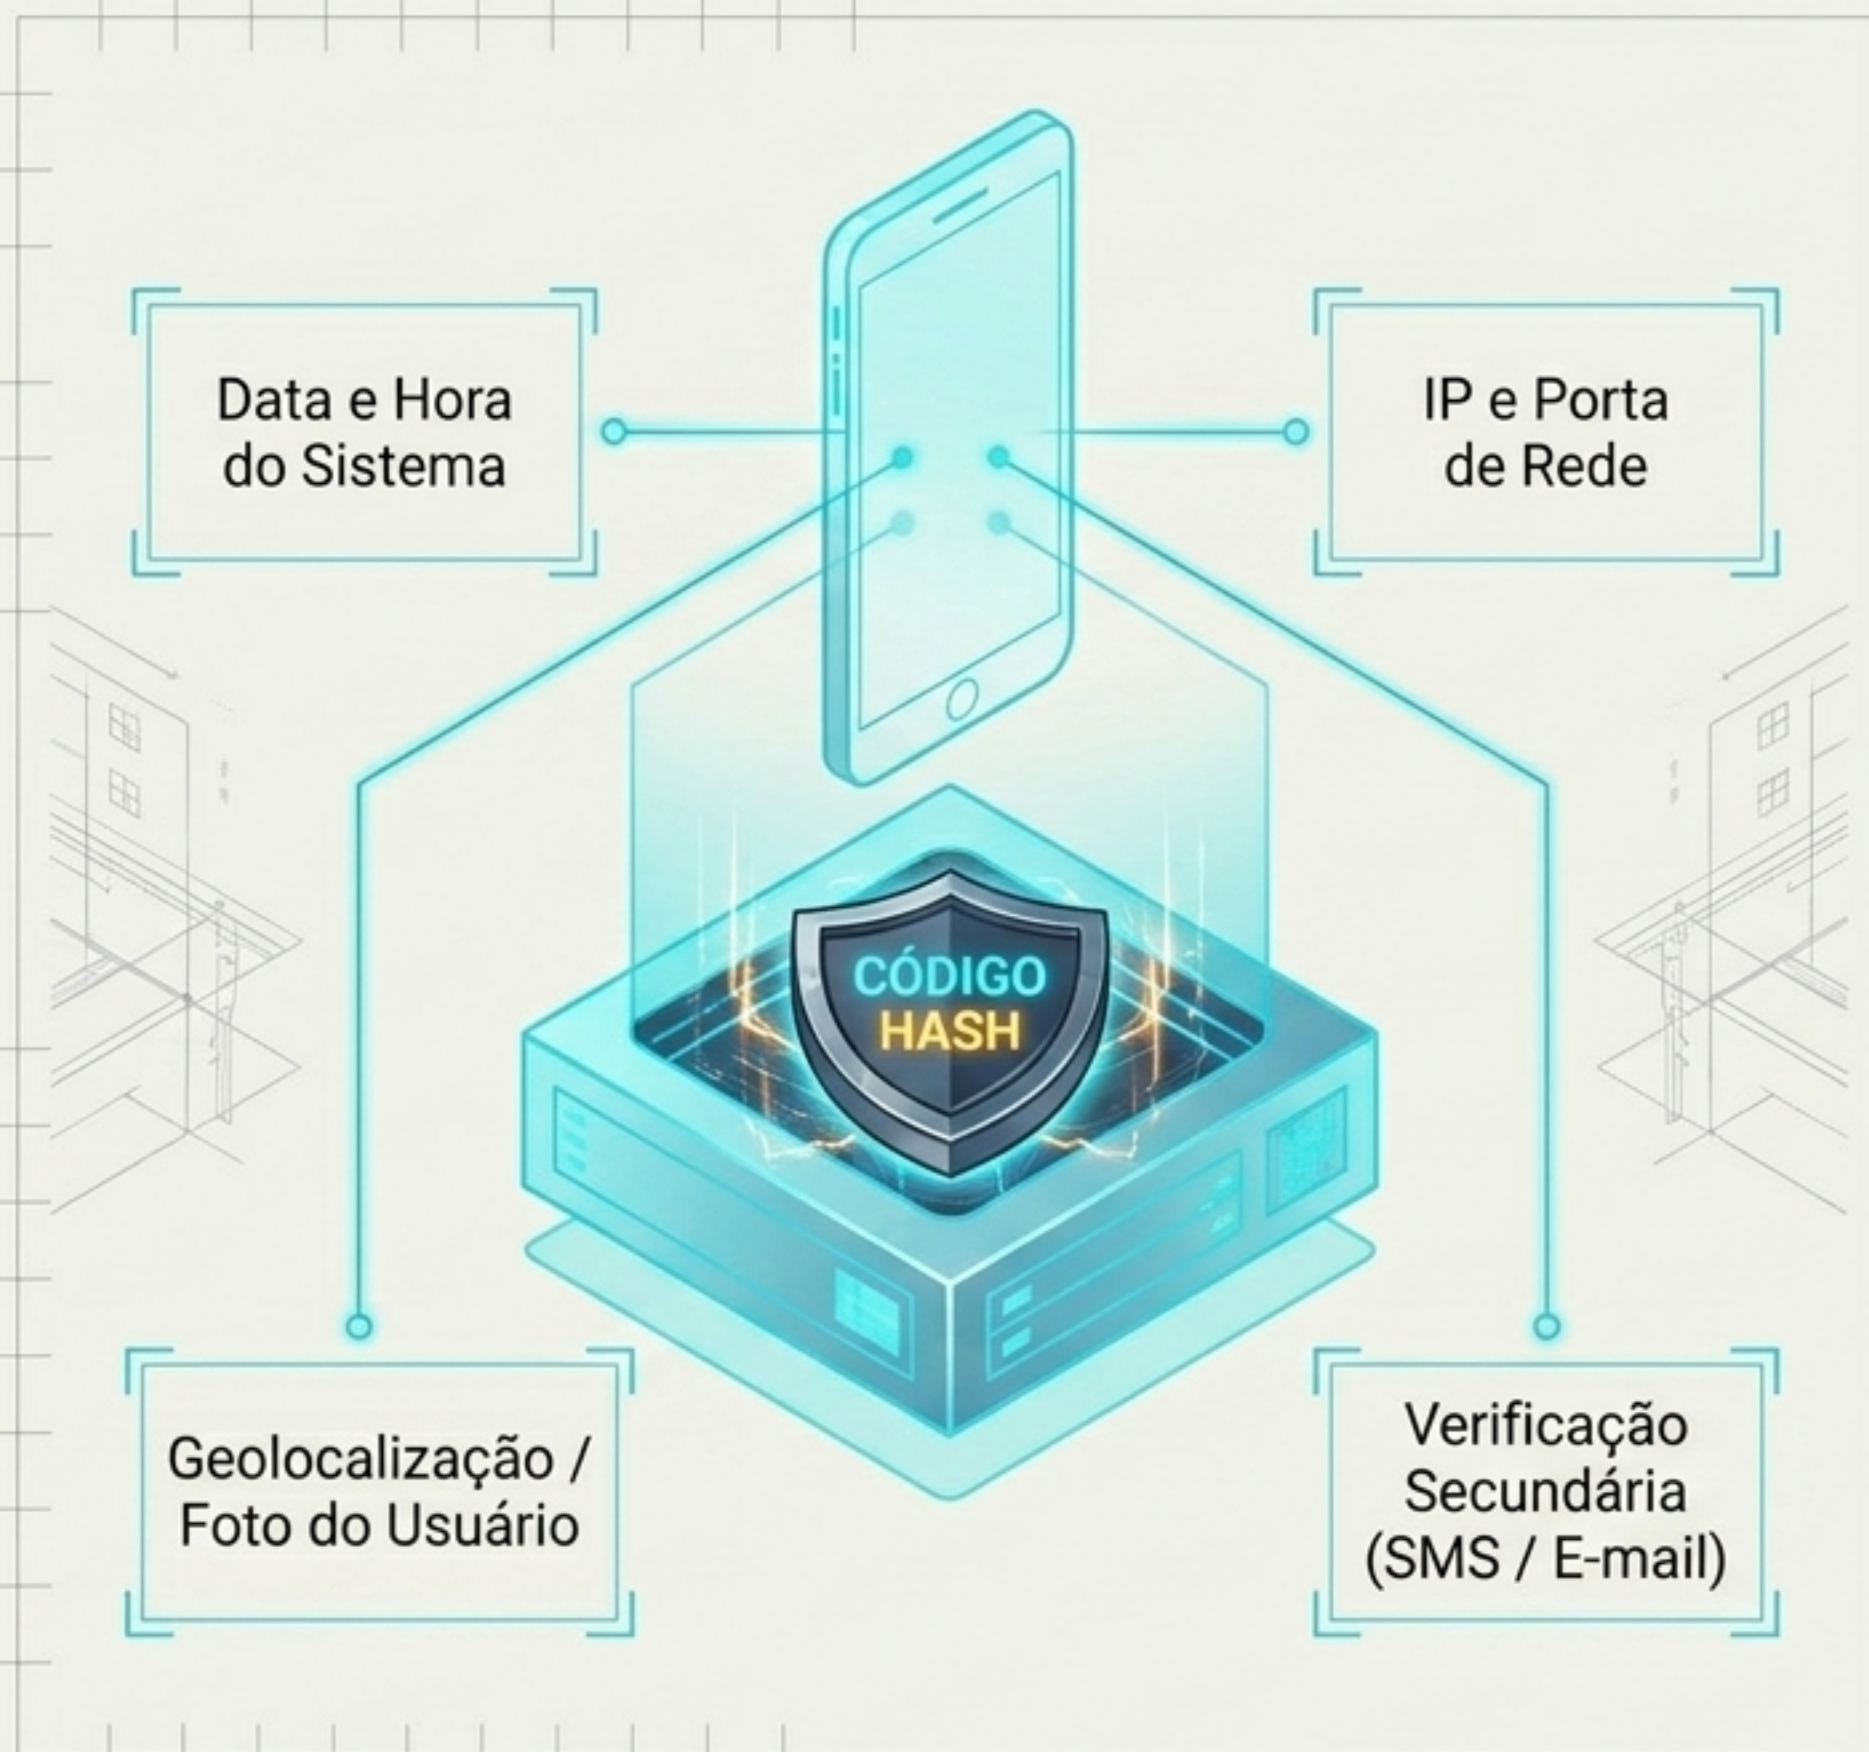 Data e Hora
do Sistema
IP e Porta
de Rede
CÓDIGO
HASH
Geolocalização /
Foto do Usuário
Verificação
Secundária
(SMS / E-mail)